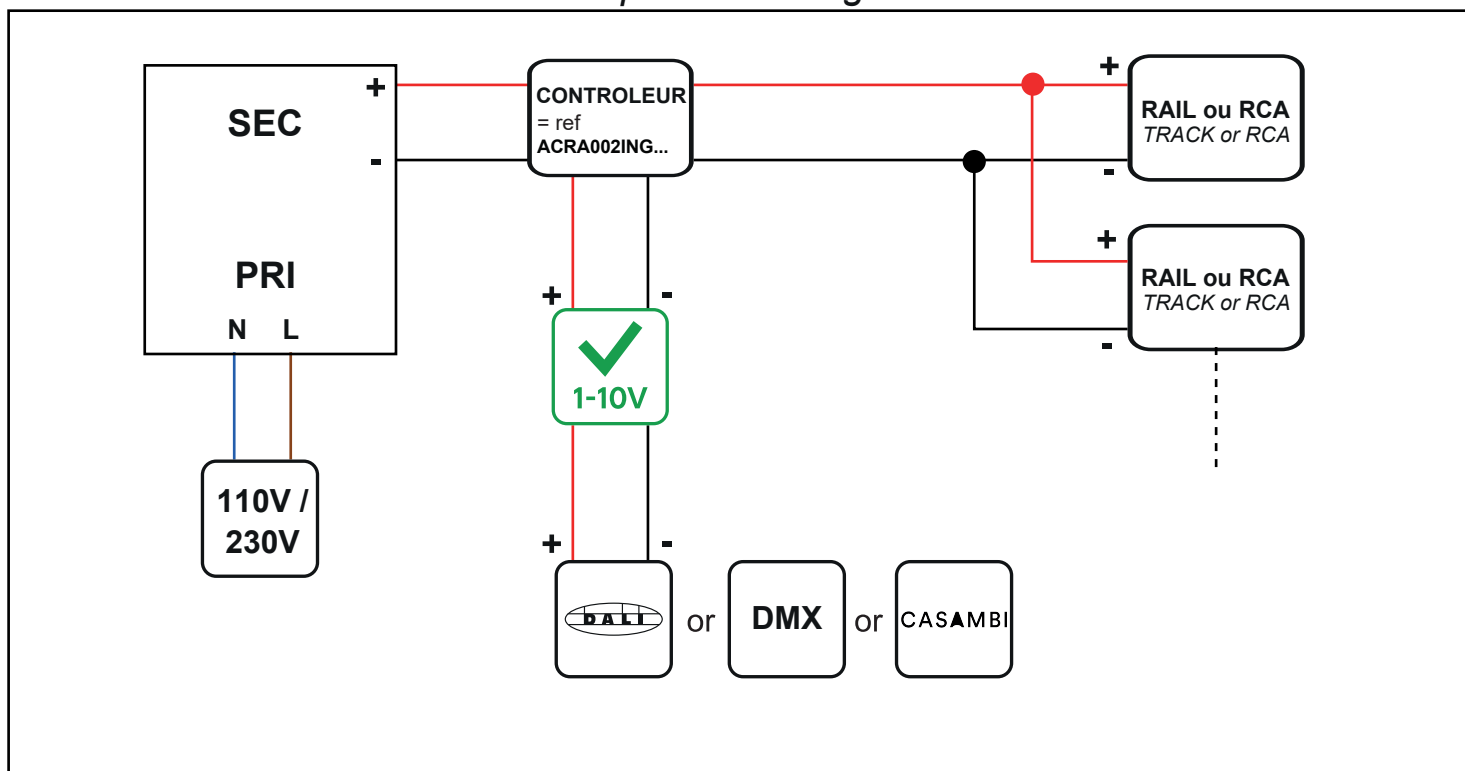 SEC
+
-
PRI
N L
110V /
230V
CONTROLEUR
= ref
ACRA002ING...
+ -
1-10V
+ -
DALI or DMX or CASAMBI
+
RAIL ou RCA
TRACK or RCA
-
+
RAIL ou RCA
TRACK or RCA
-